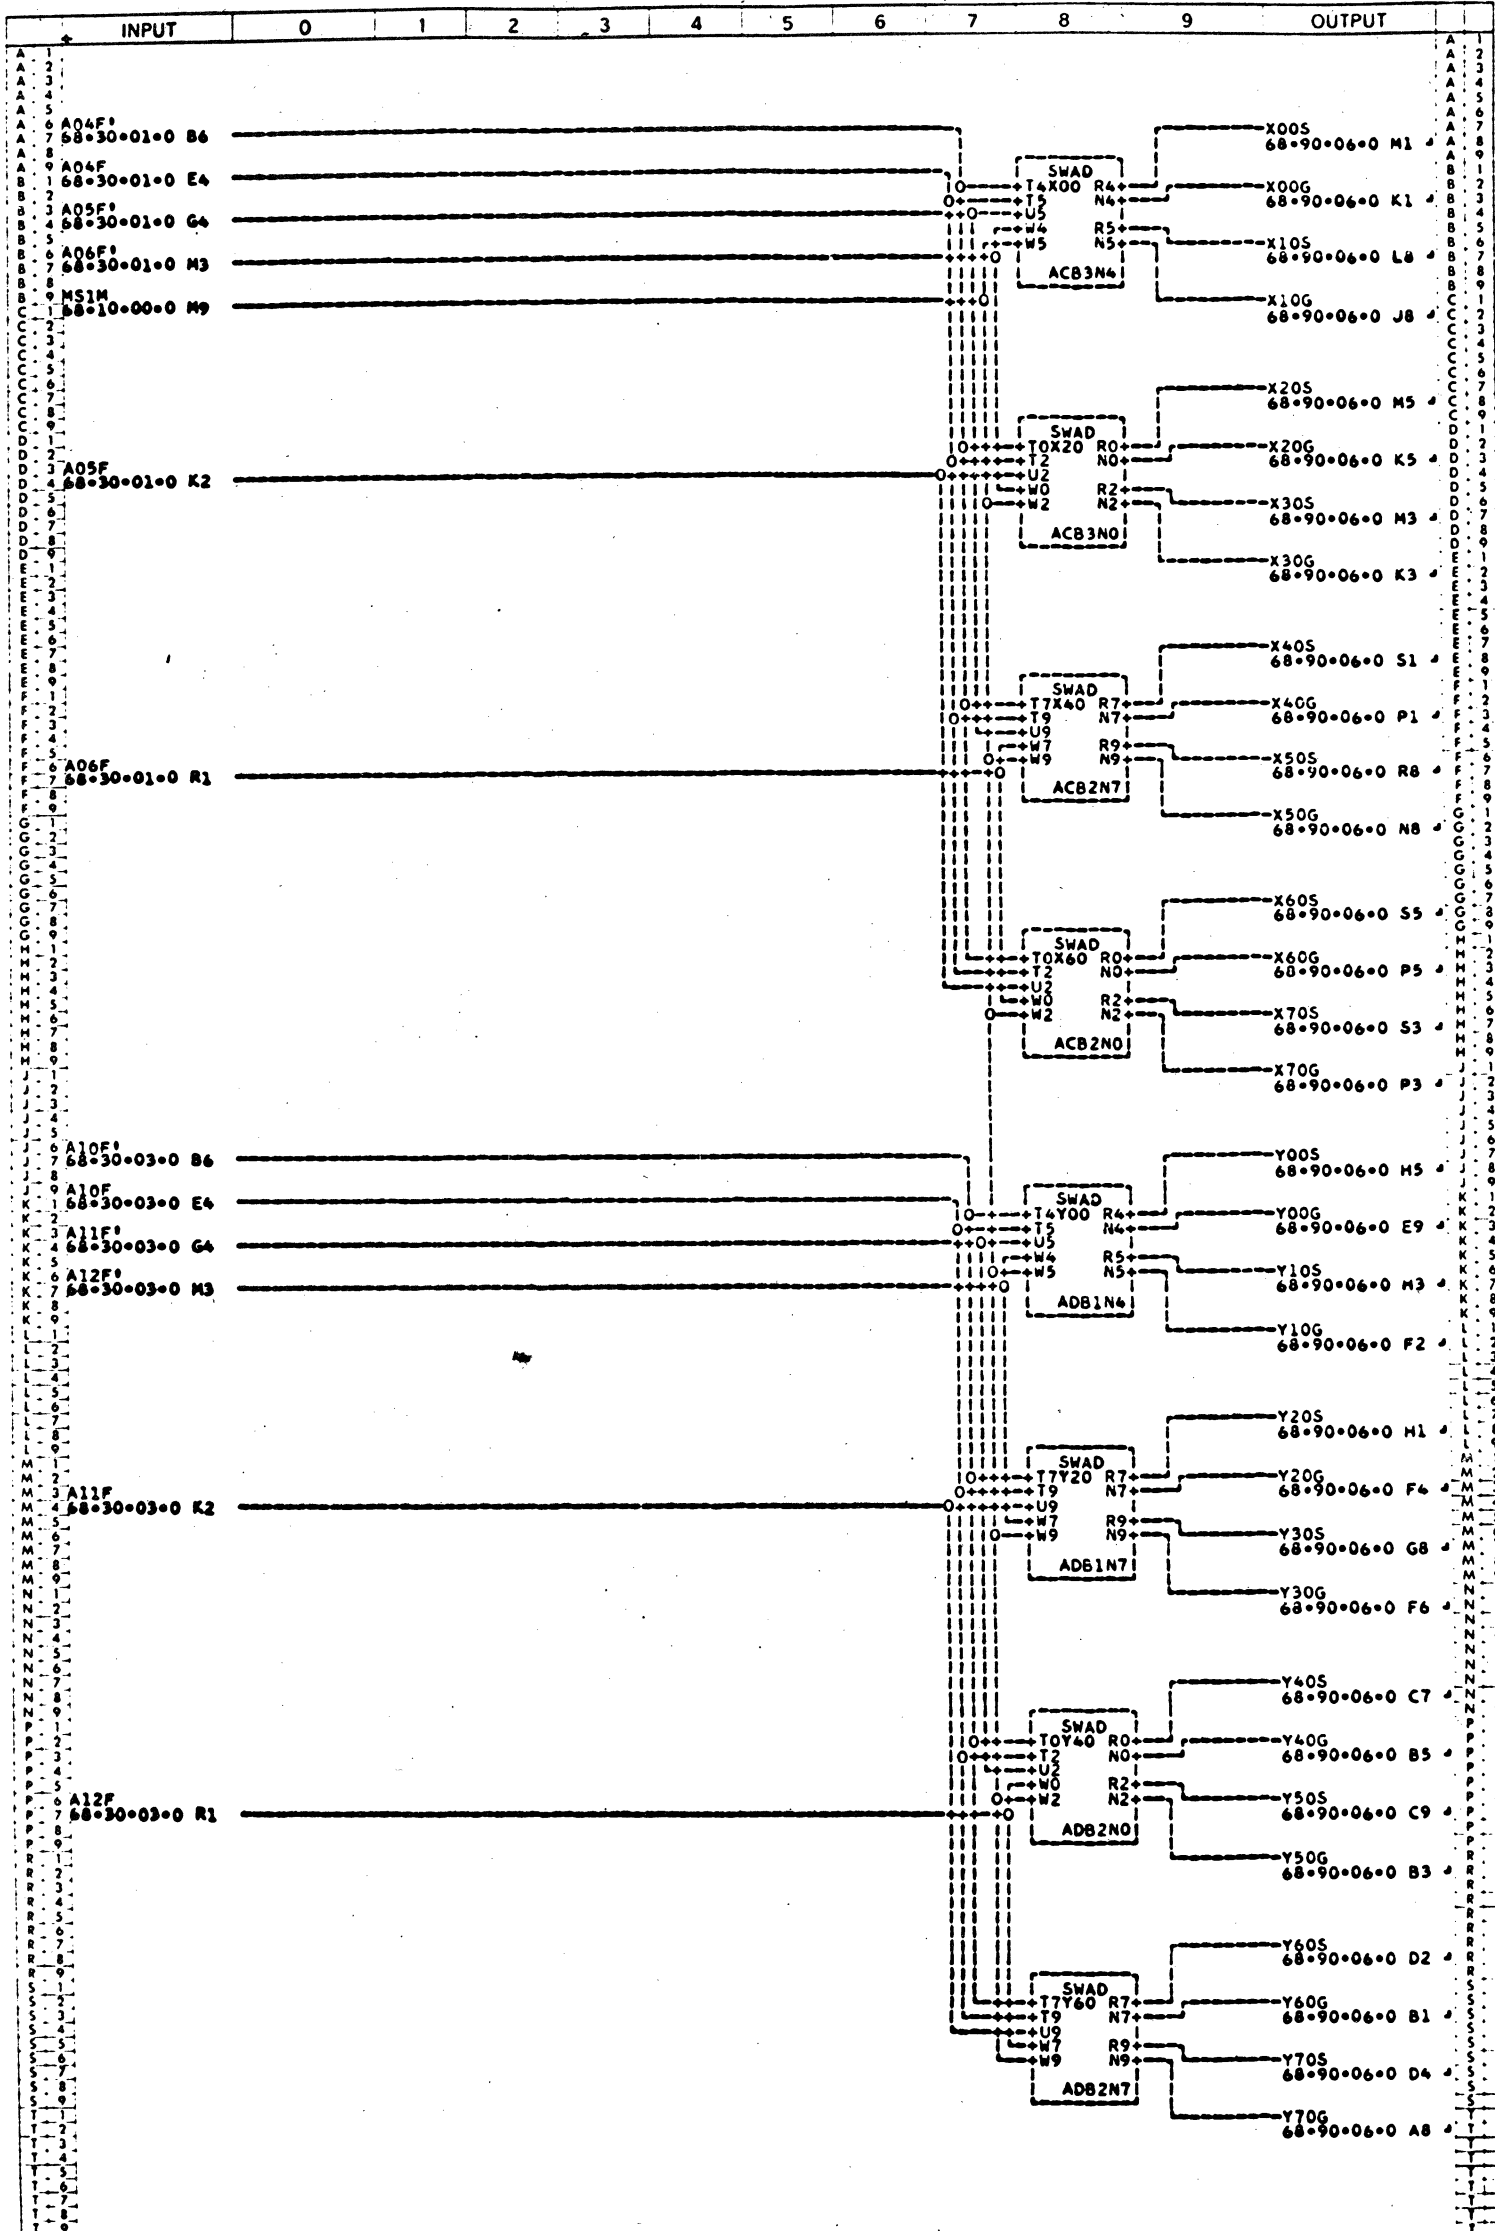 INPUT 0 1 2 3 4 5 6 7 8 9 OUTPUT
A04F'
68•30•01•0 B6
X00S
68•90•06•0 M1
A04F
68•30•01•0 E4
SWAD
T4X00 R4
X00G
T5 N4
68•90•06•0 K1
A05F'
68•30•01•0 G4
U5
W4 R5
X10S
W5 N5
68•90•06•0 L8
A06F'
68•30•01•0 M3
ACB3N4
MS1M
68•10•00•0 M9
X10G
68•90•06•0 J8
X20S
68•90•06•0 M5
SWAD
T0X20 R0
X20G
T2 N0
68•90•06•0 K5
A05F
68•30•01•0 K2
U2
W0 R2
X30S
W2 N2
68•90•06•0 M3
ACB3N0
X30G
68•90•06•0 K3
X40S
68•90•06•0 S1
SWAD
T7X40 R7
X40G
T9 N7
68•90•06•0 P1
U9
W7 R9
X50S
W9 N9
68•90•06•0 R8
A06F
68•30•01•0 R1
ACB2N7
X50G
68•90•06•0 N8
X60S
68•90•06•0 S5
SWAD
T0X60 R0
X60G
T2 N0
68•90•06•0 P5
U2
W0 R2
X70S
W2 N2
68•90•06•0 S3
ACB2N0
X70G
68•90•06•0 P3
A10F'
68•30•03•0 B6
Y00S
68•90•06•0 H5
A10F
68•30•03•0 E4
SWAD
T4Y00 R4
Y00G
T5 N4
68•90•06•0 E9
A11F'
68•30•03•0 G4
U5
W4 R5
Y10S
W5 N5
68•90•06•0 H3
A12F'
68•30•03•0 M3
ADB1N4
Y10G
68•90•06•0 F2
Y20S
68•90•06•0 H1
SWAD
T7Y20 R7
Y20G
T9 N7
68•90•06•0 F4
A11F
68•30•03•0 K2
U9
W7 R9
Y30S
W9 N9
68•90•06•0 G8
ADB1N7
Y30G
68•90•06•0 F6
Y40S
68•90•06•0 C7
SWAD
T0Y40 R0
Y40G
T2 N0
68•90•06•0 B5
U2
W0 R2
Y50S
W2 N2
68•90•06•0 C9
A12F
68•30•03•0 R1
ADB2N0
Y50G
68•90•06•0 B3
Y60S
68•90•06•0 D2
SWAD
T7Y60 R7
Y60G
T9 N7
68•90•06•0 B1
U9
W7 R9
Y70S
W9 N9
68•90•06•0 D4
ADB2N7
Y70G
68•90•06•0 A8